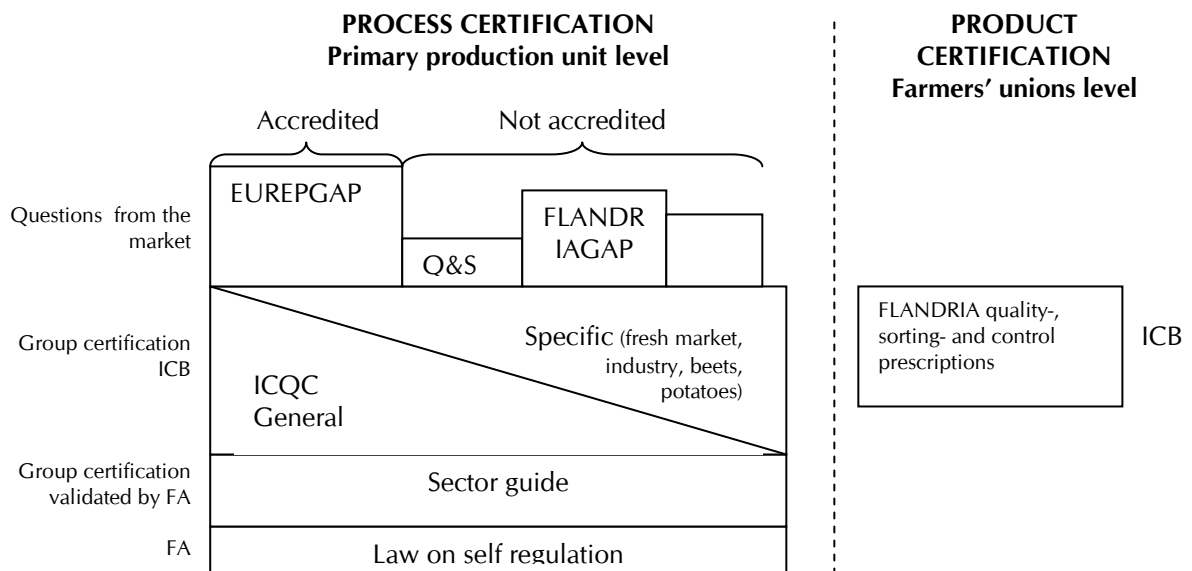 PROCESS CERTIFICATION
Primary production unit level
PRODUCT
CERTIFICATION
Farmers' unions level
Accredited
Not accredited
Questions from the
market
EUREPGAP
Q&S
FLANDR
IAGAP
Group certification
ICB
ICQC
General
Specific (fresh market,
industry, beets,
potatoes)
FLANDRIA quality-,
sorting- and control
prescriptions
ICB
Group certification
validated by FA
Sector guide
FA
Law on self regulation